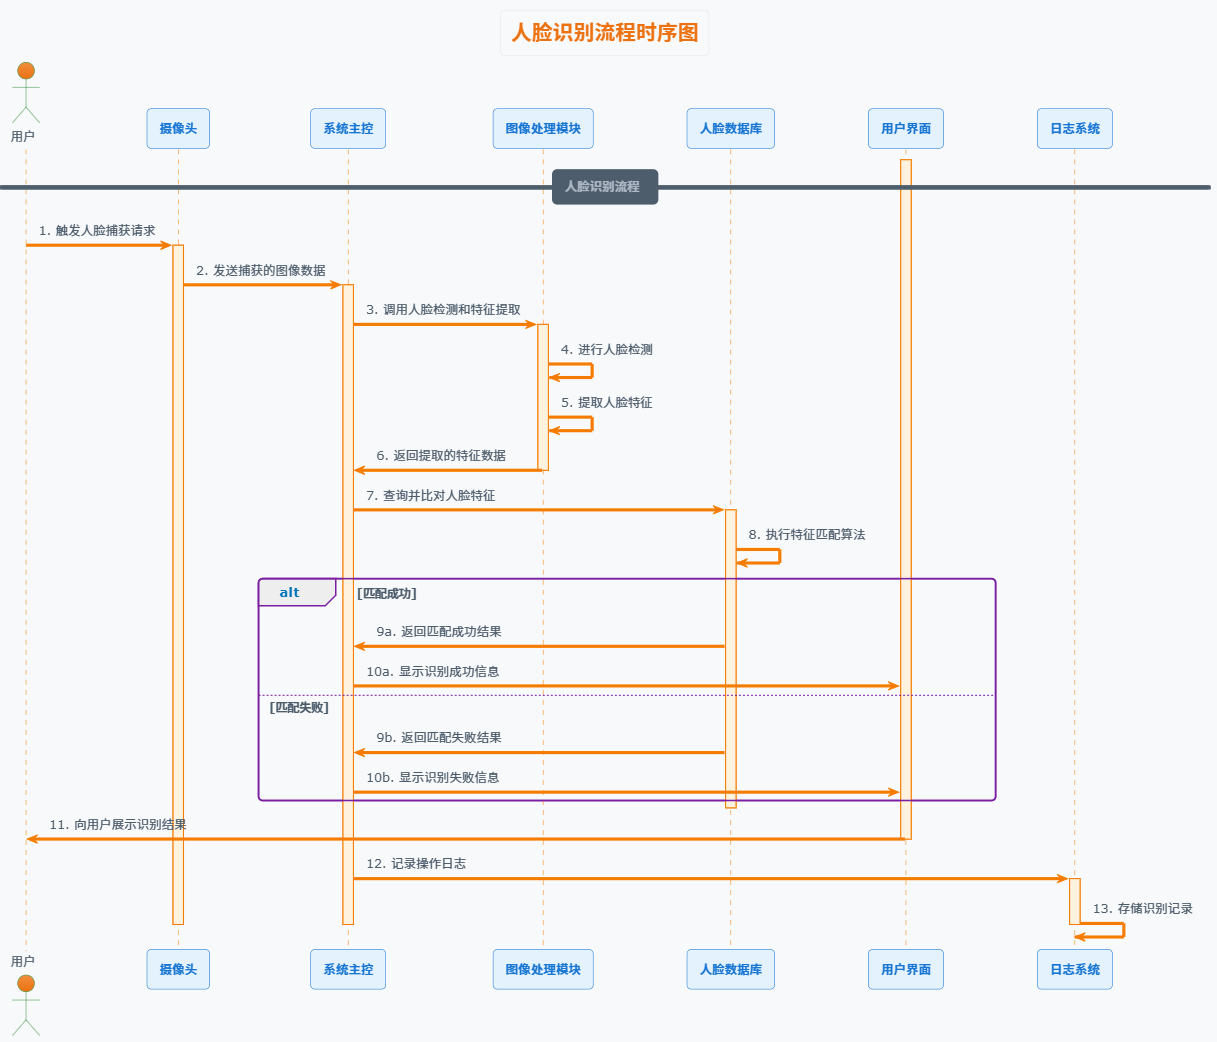 人脸识别流程时序图
用户
摄像头
系统主控
图像处理模块
人脸数据库
用户界面
日志系统
人脸识别流程
1. 触发人脸捕获请求
2. 发送捕获的图像数据
3. 调用人脸检测和特征提取
4. 进行人脸检测
5. 提取人脸特征
6. 返回提取的特征数据
7. 查询并比对人脸特征
8. 执行特征匹配算法
alt
[匹配成功]
9a. 返回匹配成功结果
10a. 显示识别成功信息
[匹配失败]
9b. 返回匹配失败结果
10b. 显示识别失败信息
11. 向用户展示识别结果
12. 记录操作日志
13. 存储识别记录
用户
摄像头
系统主控
图像处理模块
人脸数据库
用户界面
日志系统